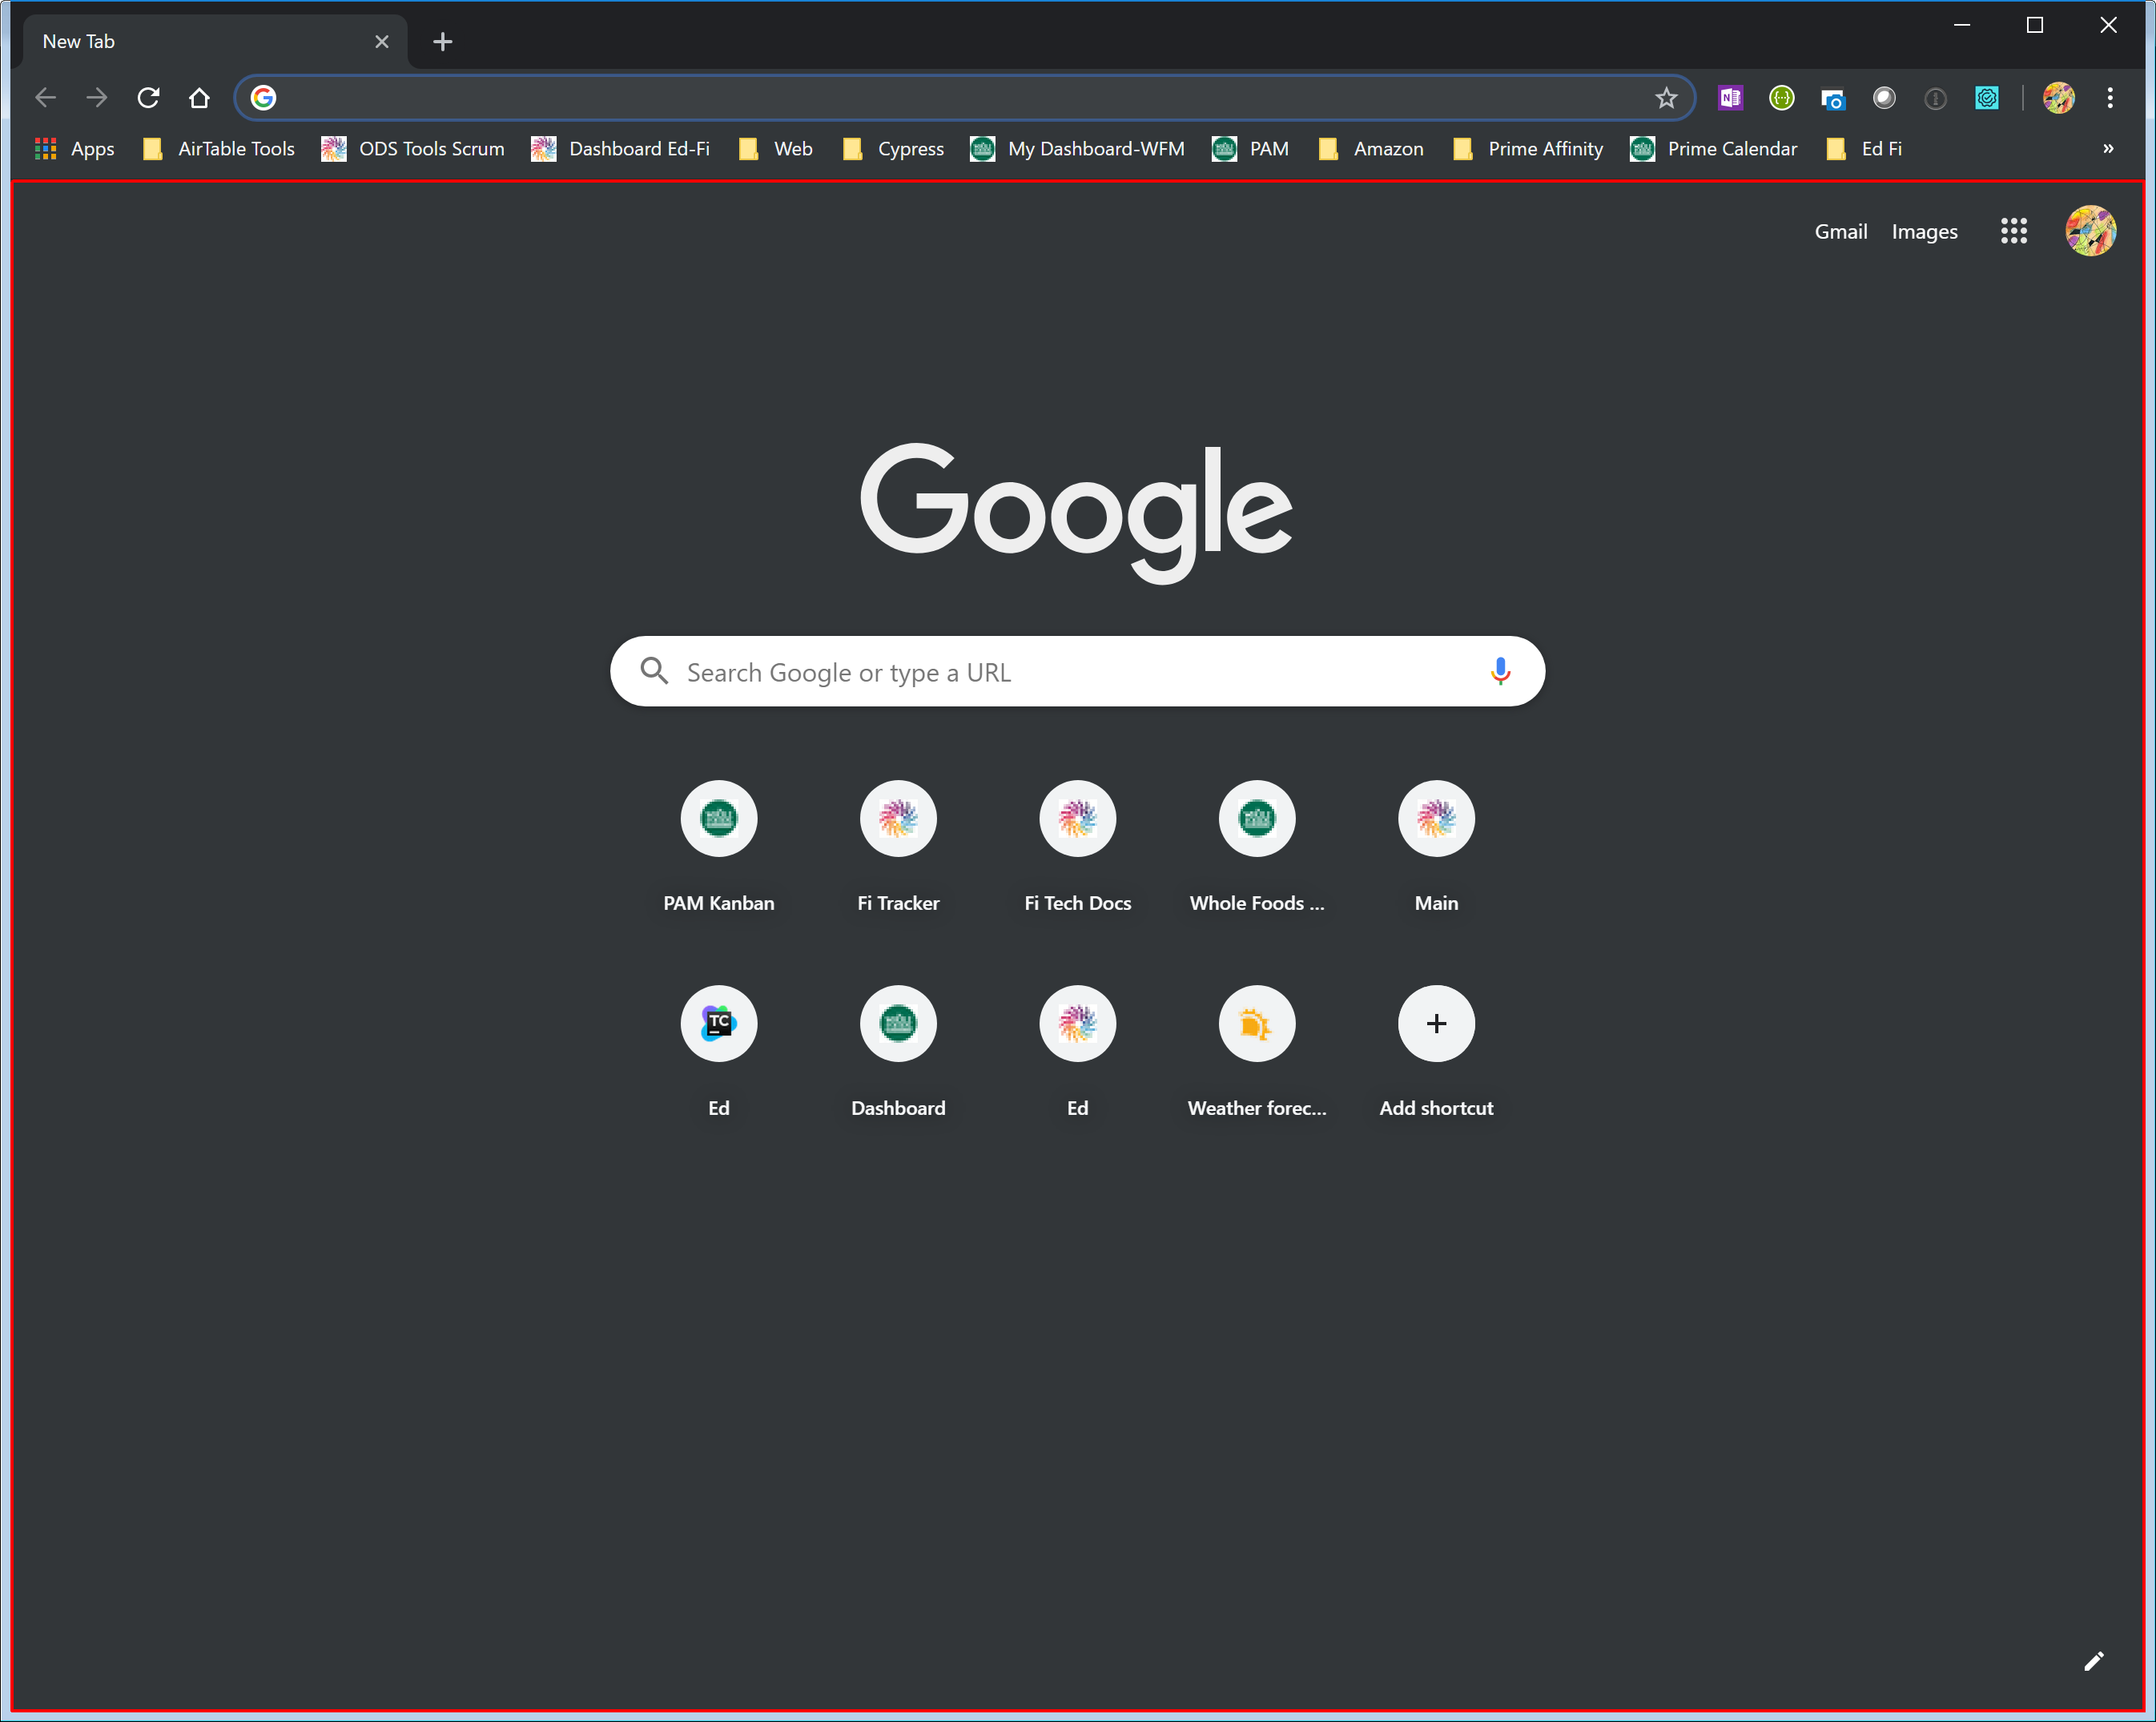 New Tab
Apps AirTable Tools ODS Tools Scrum Dashboard Ed-Fi Web Cypress My Dashboard-WFM PAM Amazon Prime Affinity Prime Calendar Ed Fi »
Gmail Images
Google
Search Google or type a URL
PAM Kanban Fi Tracker Fi Tech Docs Whole Foods ... Main
TC
Ed Dashboard Ed Weather forec... Add shortcut